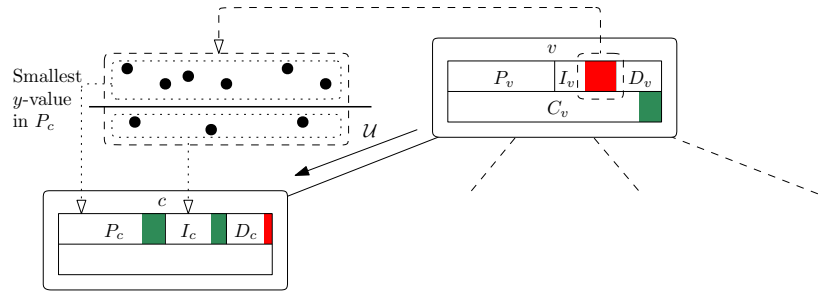 v
Smallest
y-value
in P_c
P_v I_v D_v
C_v
𝒰
c
P_c I_c D_c